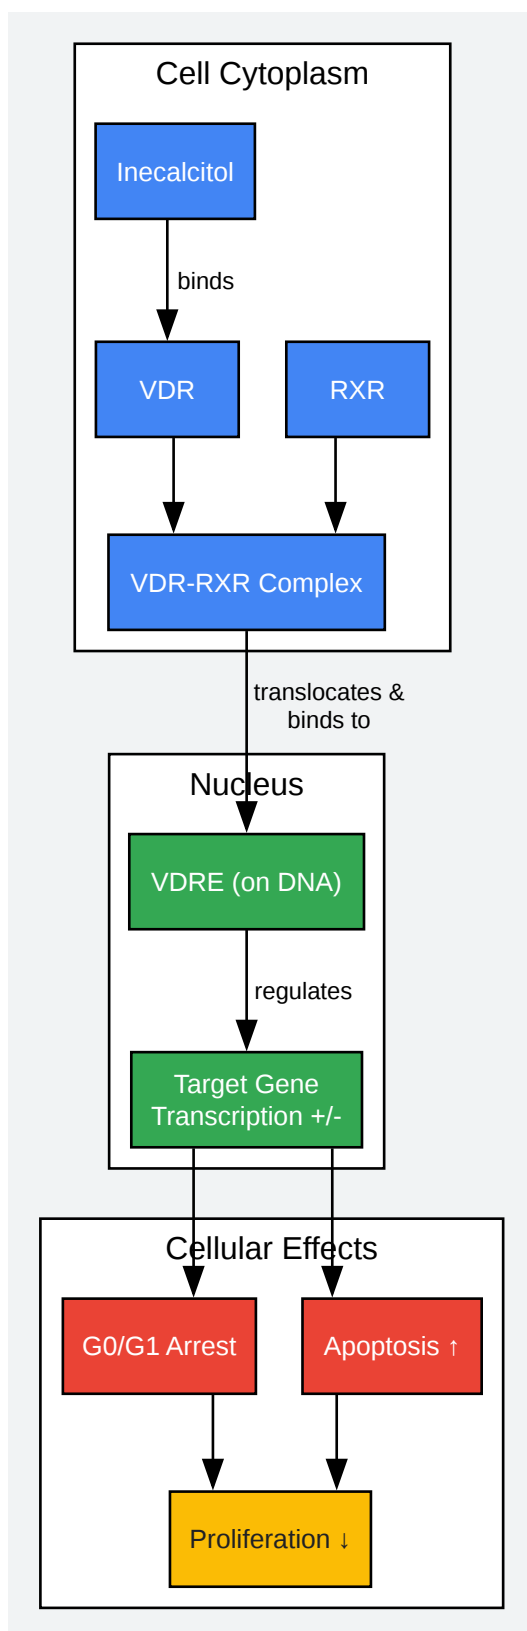 Cell Cytoplasm
Inecalcitol
binds
VDR
RXR
VDR-RXR Complex
translocates &
binds to
Nucleus
VDRE (on DNA)
regulates
Target Gene
Transcription +/-
Cellular Effects
G0/G1 Arrest
Apoptosis ↑
Proliferation ↓